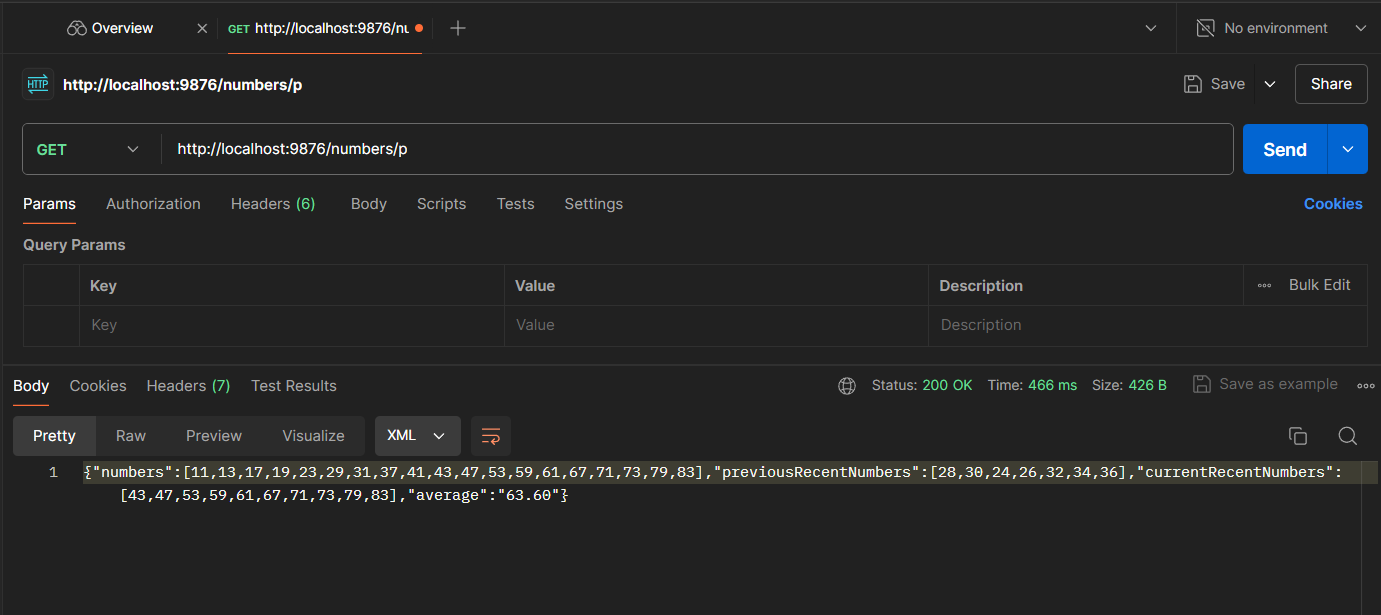 Overview
GET http://localhost:9876/nu
No environment
HTTP http://localhost:9876/numbers/p
Save
Share
GET http://localhost:9876/numbers/p
Send
Params Authorization Headers (6) Body Scripts Tests Settings Cookies
Query Params
Key Value Description Bulk Edit
Key Value Description
Body Cookies Headers (7) Test Results Status: 200 OK Time: 466 ms Size: 426 B Save as example
Pretty Raw Preview Visualize XML
1 {"numbers":[11,13,17,19,23,29,31,37,41,43,47,53,59,61,67,71,73,79,83],"previousRecentNumbers":[28,30,24,26,32,34,36],"currentRecentNumbers":
[43,47,53,59,61,67,71,73,79,83],"average":"63.60"}